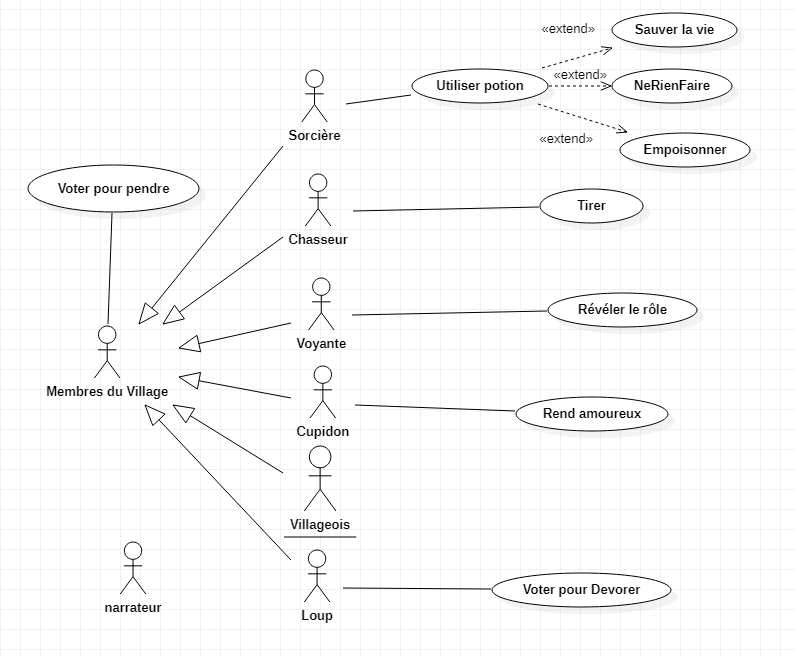 «extend»
Sauver la vie
«extend»
Utiliser potion
NeRienFaire
Sorcière
«extend»
Empoisonner
Voter pour pendre
Chasseur
Tirer
Voyante
Révéler le rôle
Membres du Village
Cupidon
Rend amoureux
Villageois
narrateur
Loup
Voter pour Devorer